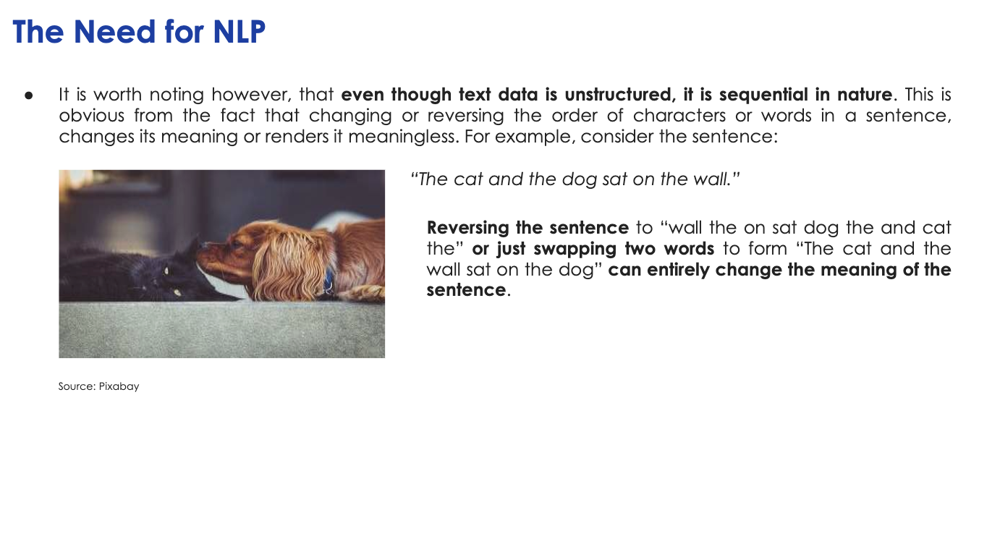 The Need for NLP
● It is worth noting however, that even though text data is unstructured, it is sequential in nature. This is
obvious from the fact that changing or reversing the order of characters or words in a sentence,
changes its meaning or renders it meaningless. For example, consider the sentence:
“The cat and the dog sat on the wall.”
Reversing the sentence to “wall the on sat dog the and cat
the” or just swapping two words to form “The cat and the
wall sat on the dog” can entirely change the meaning of the
sentence.
Source: Pixabay